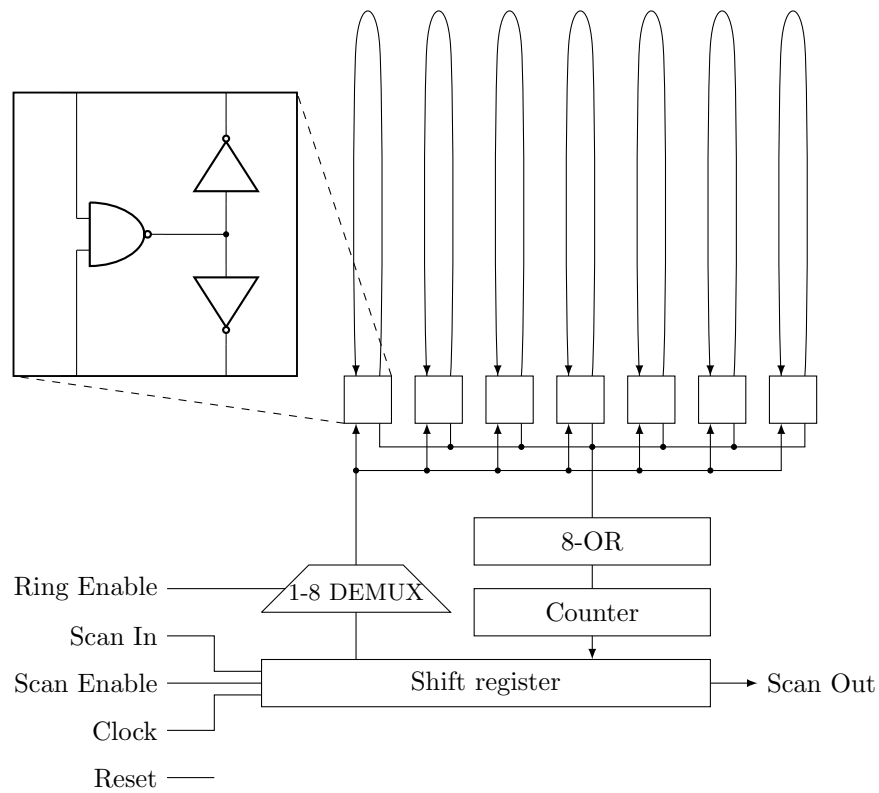 8-OR
Ring Enable
1-8 DEMUX
Counter
Scan In
Scan Enable
Shift register
Scan Out
Clock
Reset